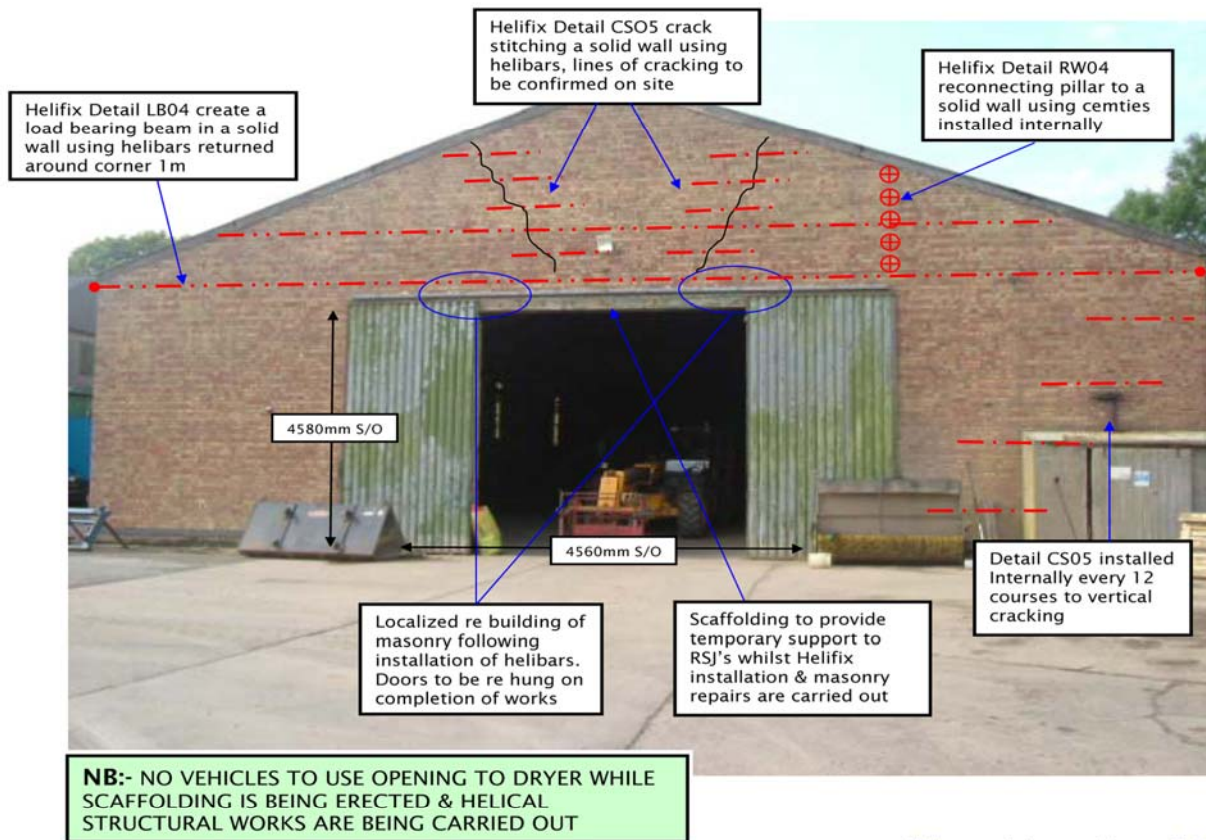 Helifix Detail CSO5 crack
stitching a solid wall using
helibars, lines of cracking to
be confirmed on site
Helifix Detail RW04
reconnecting pillar to a
solid wall using cemties
installed internally
Helifix Detail LB04 create a
load bearing beam in a solid
wall using helibars returned
around corner 1m
4580mm S/O
4560mm S/O
Localized re building of
masonry following
installation of helibars.
Doors to be re hung on
completion of works
Scaffolding to provide
temporary support to
RSJ's whilst Helifix
installation & masonry
repairs are carried out
Detail CS05 installed
Internally every 12
courses to vertical
cracking
NB:- NO VEHICLES TO USE OPENING TO DRYER WHILE
SCAFFOLDING IS BEING ERECTED & HELICAL
STRUCTURAL WORKS ARE BEING CARRIED OUT